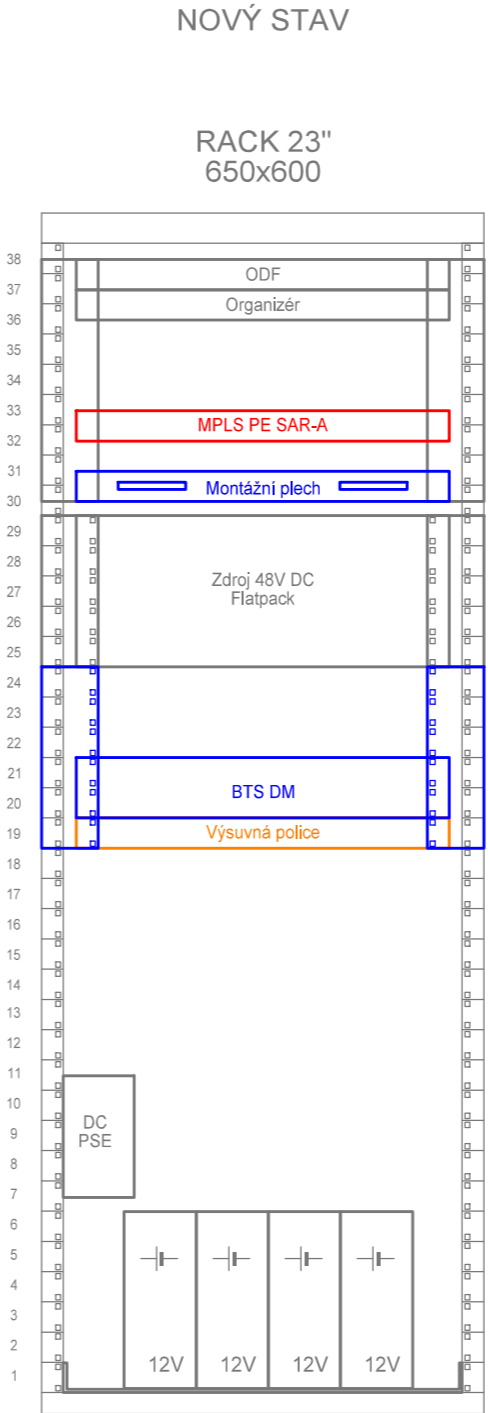 NOVÝ STAV
RACK 23"
650x600
38
ODF
37
Organizér
36
35
34
33
MPLS PE SAR-A
32
31
Montážní plech
30
29
28
Zdroj 48V DC
27
Flatpack
26
25
24
23
22
21
BTS DM
20
19
Výsuvná police
18
17
16
15
14
13
12
11
10
DC
9
PSE
8
7
6
5
4
3
2
12V 12V 12V 12V
1